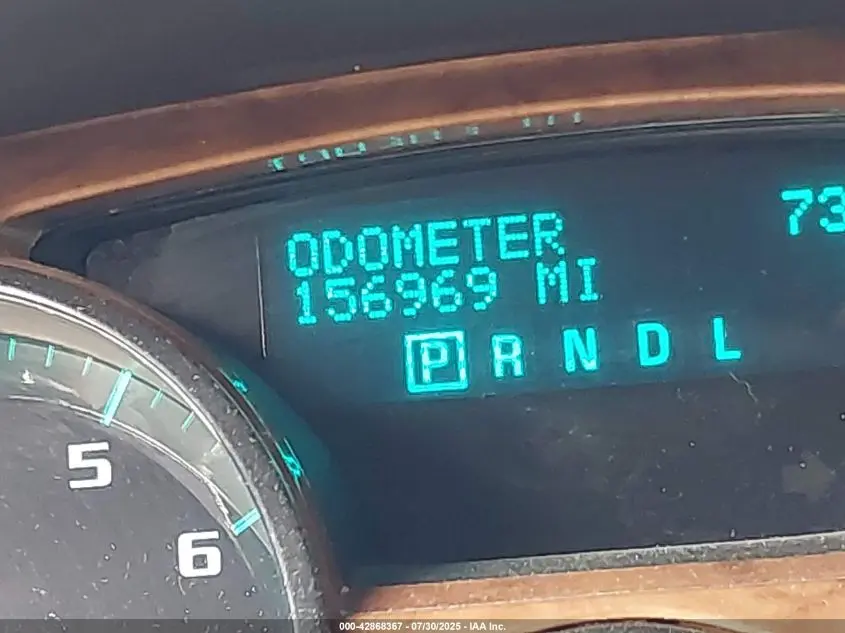 ODOMETER
73
156969 MI
P R N D L
5
6
000-42868367 - 07/30/2025 - IAA Inc.